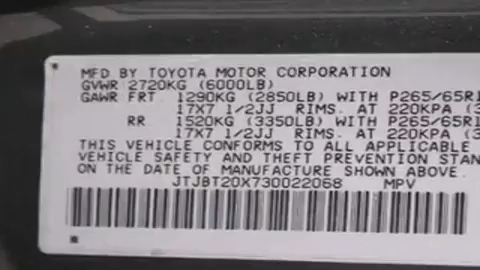 MFD BY TOYOTA MOTOR CORPORATION
GVWR 2720KG (6000LB)
GAWR FRT 1290KG (2850LB) WITH P265/65R1
17X7 1/2JJ RIMS. AT 220KPA (3
RR 1520KG (3350LB) WITH P265/65R1
17X7 1/2JJ RIMS. AT 220KPA (3
THIS VEHICLE CONFORMS TO ALL APPLICABLE
VEHICLE SAFETY AND THEFT PREVENTION STAN
ON THE DATE OF MANUFACTURE SHOWN ABOVE.
JTJBT20X730022068 MPV